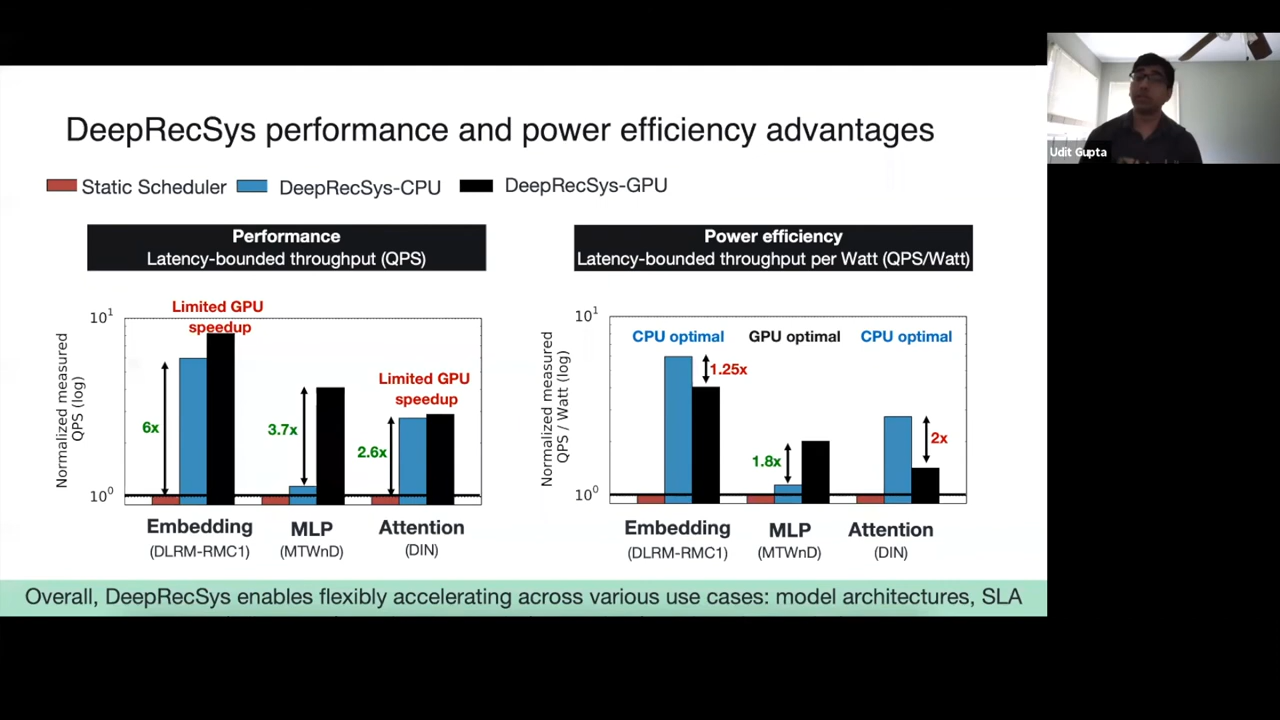 DeepRecSys performance and power efficiency advantages
Static Scheduler DeepRecSys-CPU DeepRecSys-GPU
Performance
Latency-bounded throughput (QPS)
Limited GPU
speedup
Limited GPU
speedup
Normalized measured
QPS (log)
10¹
10⁰
6x
3.7x
2.6x
Embedding
(DLRM-RMC1)
MLP
(MTWnD)
Attention
(DIN)
Power efficiency
Latency-bounded throughput per Watt (QPS/Watt)
Normalized measured
QPS / Watt (log)
10¹
10⁰
CPU optimal
GPU optimal
CPU optimal
1.25x
1.8x
2x
Embedding
(DLRM-RMC1)
MLP
(MTWnD)
Attention
(DIN)
Overall, DeepRecSys enables flexibly accelerating across various use cases: model architectures, SLA
Udit Gupta